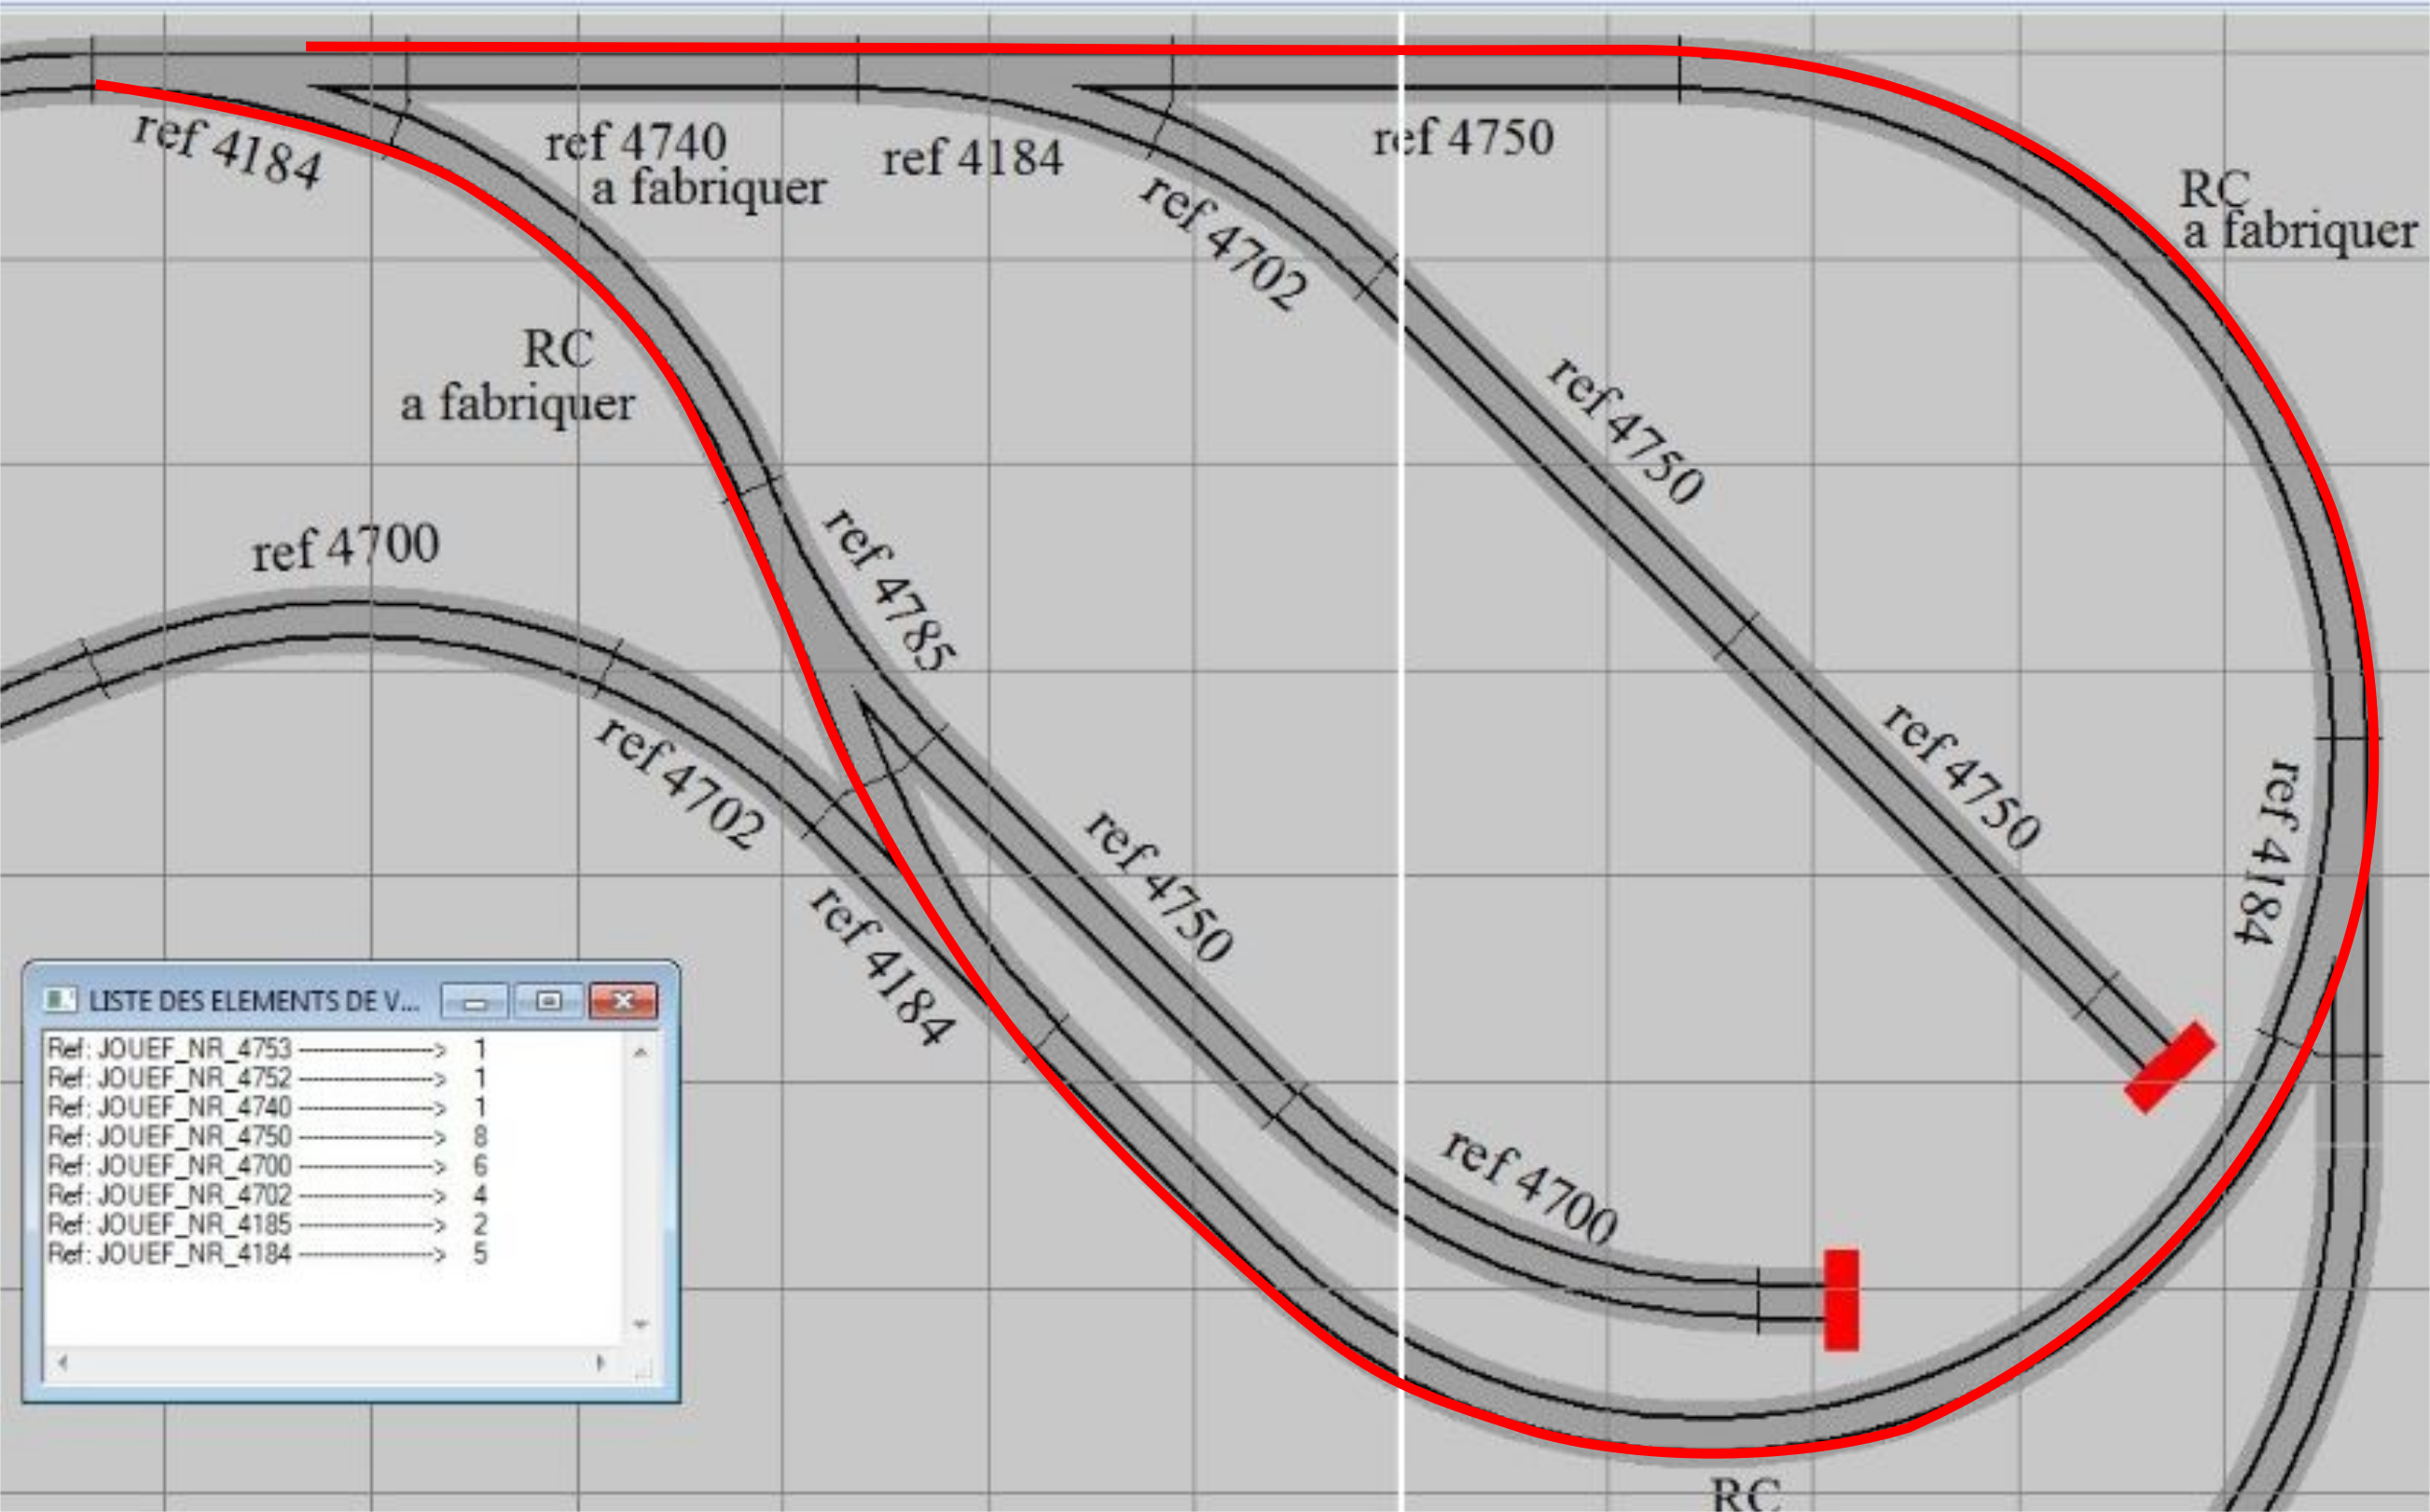 ref 4184
ref 4740
a fabriquer
ref 4184
ref 4750
ref 4702
RC
a fabriquer
RC
a fabriquer
ref 4750
ref 4700
ref 4785
ref 4702
ref 4750
ref 4750
ref 4184
ref 4184
LISTE DES ELEMENTS DE V...
Ref: JOUEF_NR_4753 ---------------> 1
Ref: JOUEF_NR_4752 ---------------> 1
Ref: JOUEF_NR_4740 ---------------> 1
Ref: JOUEF_NR_4750 ---------------> 8
Ref: JOUEF_NR_4700 ---------------> 6
Ref: JOUEF_NR_4702 ---------------> 4
Ref: JOUEF_NR_4185 ---------------> 2
Ref: JOUEF_NR_4184 ---------------> 5
ref 4700
RC